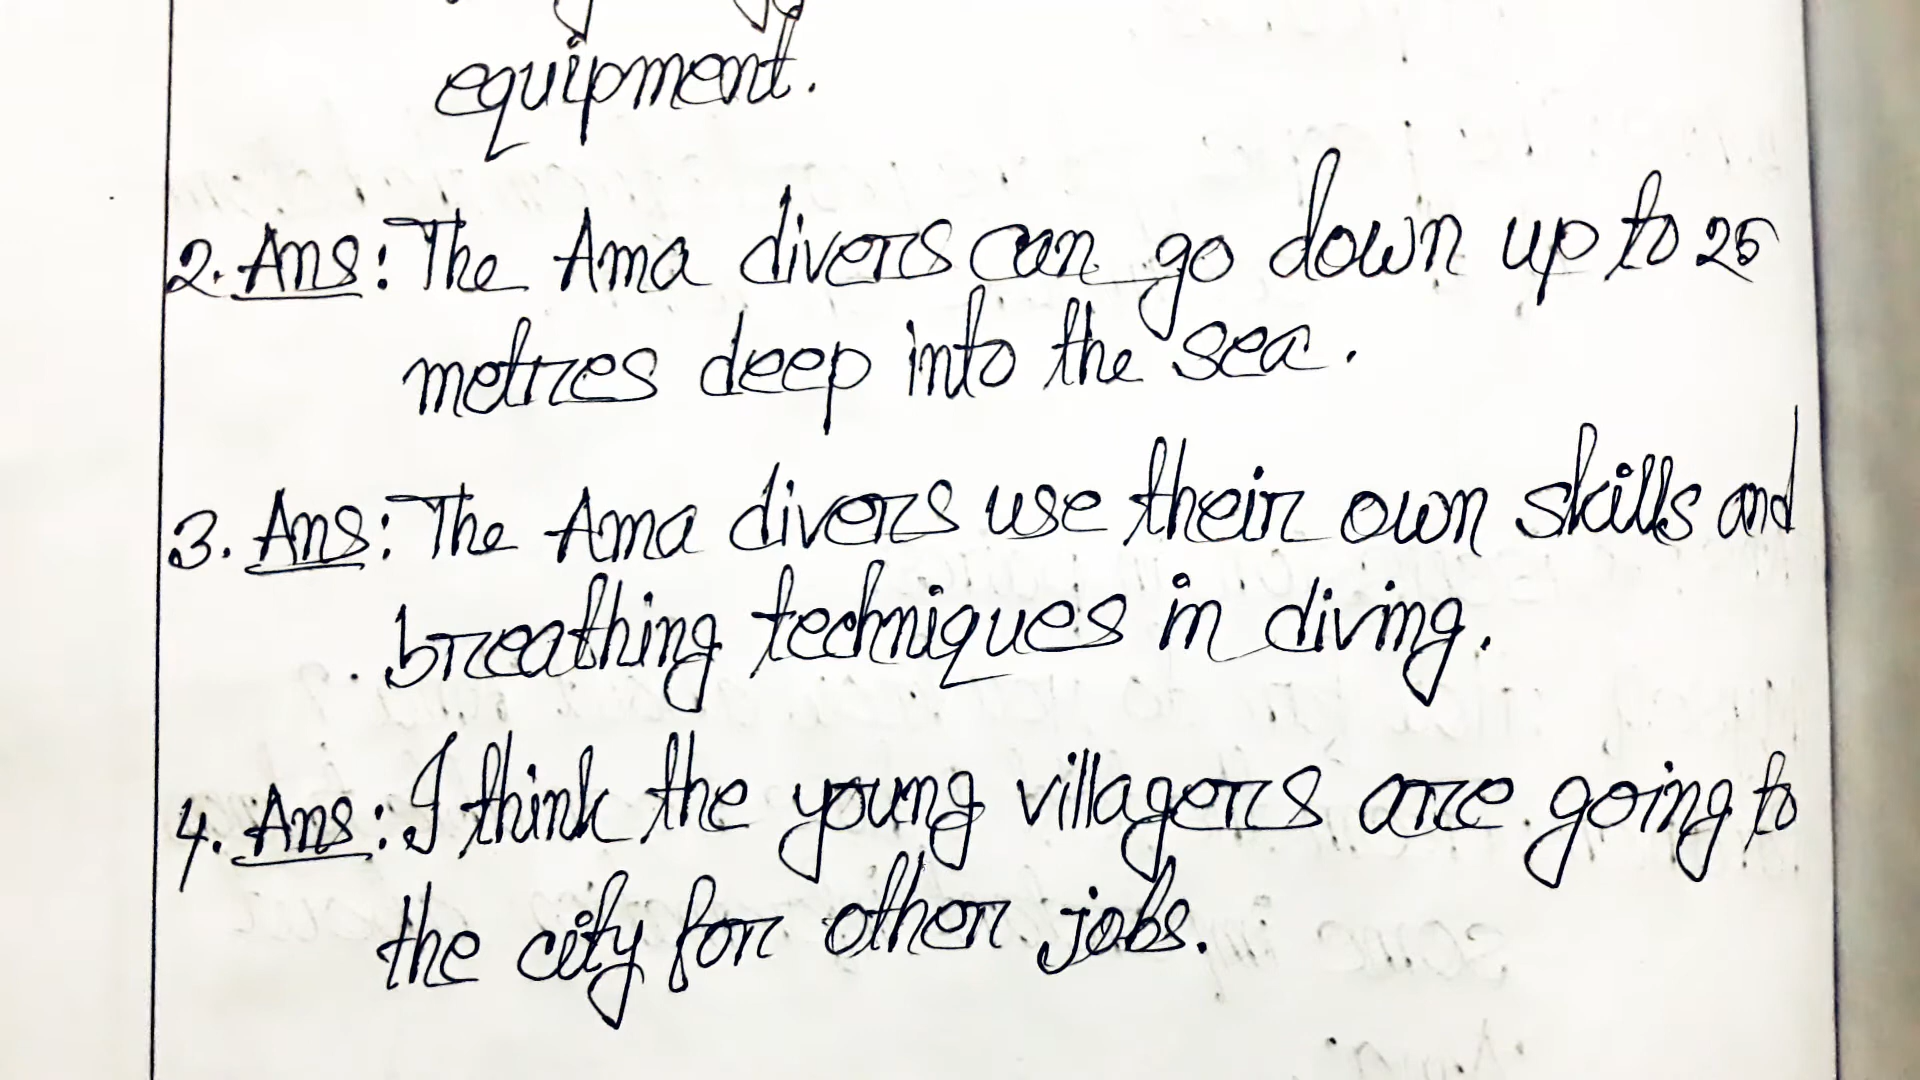 equipment.
2. Ans: The Ama divers can go down up to 25
metres deep into the sea.
3. Ans: The Ama divers use their own skills and
breathing techniques in diving.
4. Ans: I think the young villagers are going to
the city for other jobs.